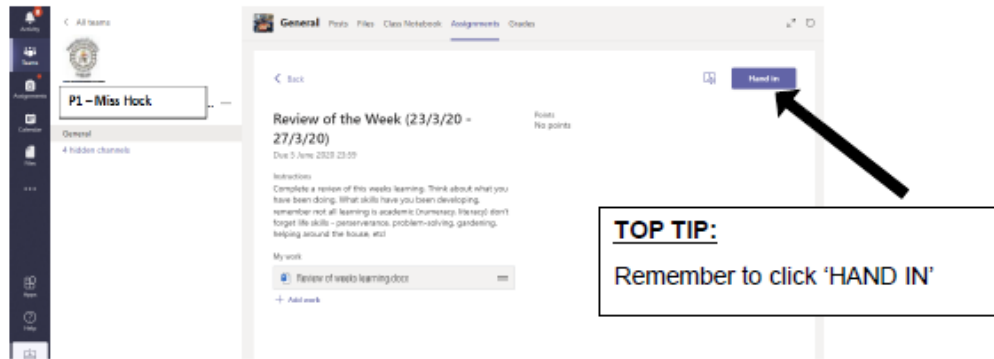 Activity
Teams
Assignments
Calendar
Files
...
Apps
Help
< All teams
P1 – Miss Hock
...
General
4 hidden channels
General Posts Files Class Notebook Assignments Grades
< Back
Hand in
Review of the Week (23/3/20 -
27/3/20)
Due 5 June 2020 23:59
Points
No points
Instructions
Complete a review of this weeks learning. Think about what you
have been doing. What skills have you been developing,
remember not all learning is academic (numeracy, literacy) don't
forget life skills - perserverance, problem-solving, gardening,
helping around the house, etc!
My work
Review of weeks learning.docx
...
+ Add work
TOP TIP:
Remember to click ‘HAND IN’